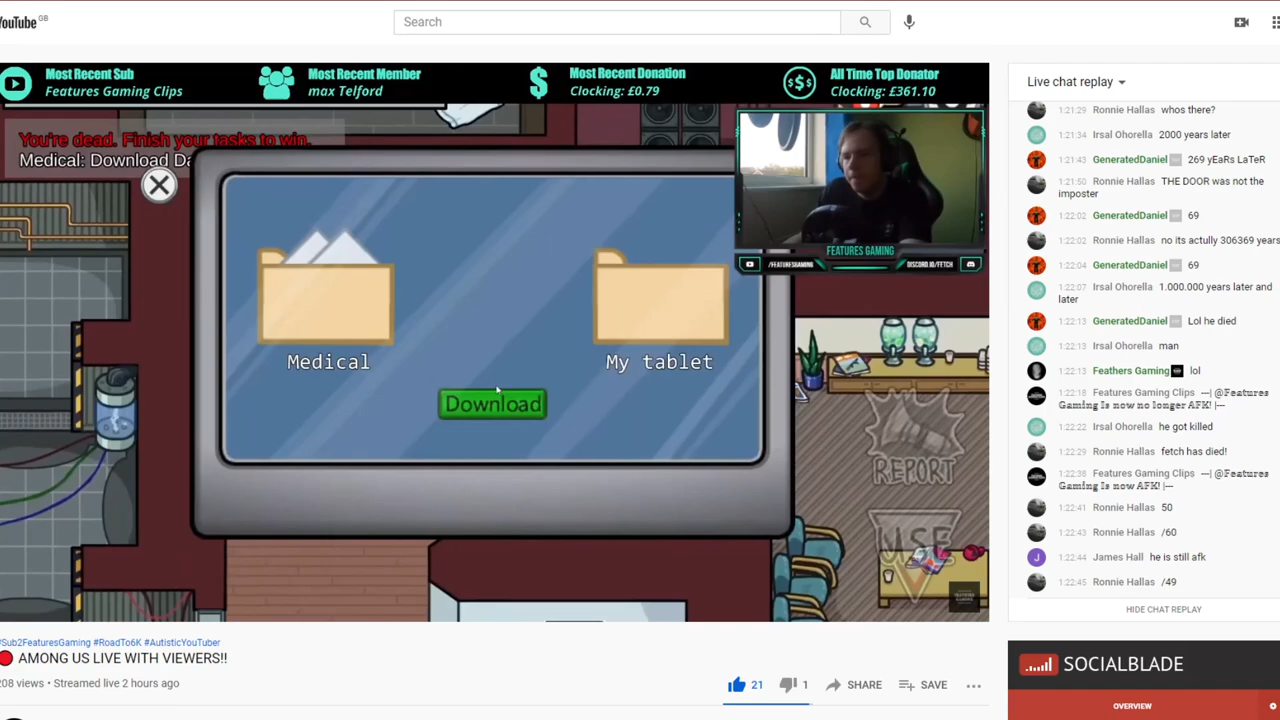 YouTube GB
Search
Most Recent Sub
Features Gaming Clips
Most Recent Member
max Telford
Most Recent Donation
Clocking: £0.79
All Time Top Donator
Clocking: £361.10
You're dead. Finish your tasks to win.
Medical: Download Da
Medical
My tablet
Download
FEATURES GAMING
/FEATURESGAMING
DISCORD.IO/FETCH
REPORT
USE
Live chat replay
1:21:29 Ronnie Hallas whos there?
1:21:34 Irsal Ohorella 2000 years later
1:21:43 GeneratedDaniel 269 yEaRs LaTeR
1:21:50 Ronnie Hallas THE DOOR was not the
imposter
1:22:02 GeneratedDaniel 69
1:22:02 Ronnie Hallas no its actully 306369 years
1:22:04 GeneratedDaniel 69
1:22:07 Irsal Ohorella 1.000.000 years later and
later
1:22:13 GeneratedDaniel Lol he died
1:22:13 Irsal Ohorella man
1:22:13 Feathers Gaming lol
1:22:18 Features Gaming Clips ---| @Features
Gaming Is now no longer AFK! |---
1:22:22 Irsal Ohorella he got killed
1:22:29 Ronnie Hallas fetch has died!
1:22:38 Features Gaming Clips ---| @Features
Gaming Is now AFK! |---
1:22:41 Ronnie Hallas 50
1:22:43 Ronnie Hallas /60
1:22:44 James Hall he is still afk
1:22:45 Ronnie Hallas /49
HIDE CHAT REPLAY
#Sub2FeaturesGaming #RoadTo6K #AutisticYouTuber
AMONG US LIVE WITH VIEWERS!!
208 views • Streamed live 2 hours ago
21
1
SHARE
SAVE
SOCIALBLADE
OVERVIEW